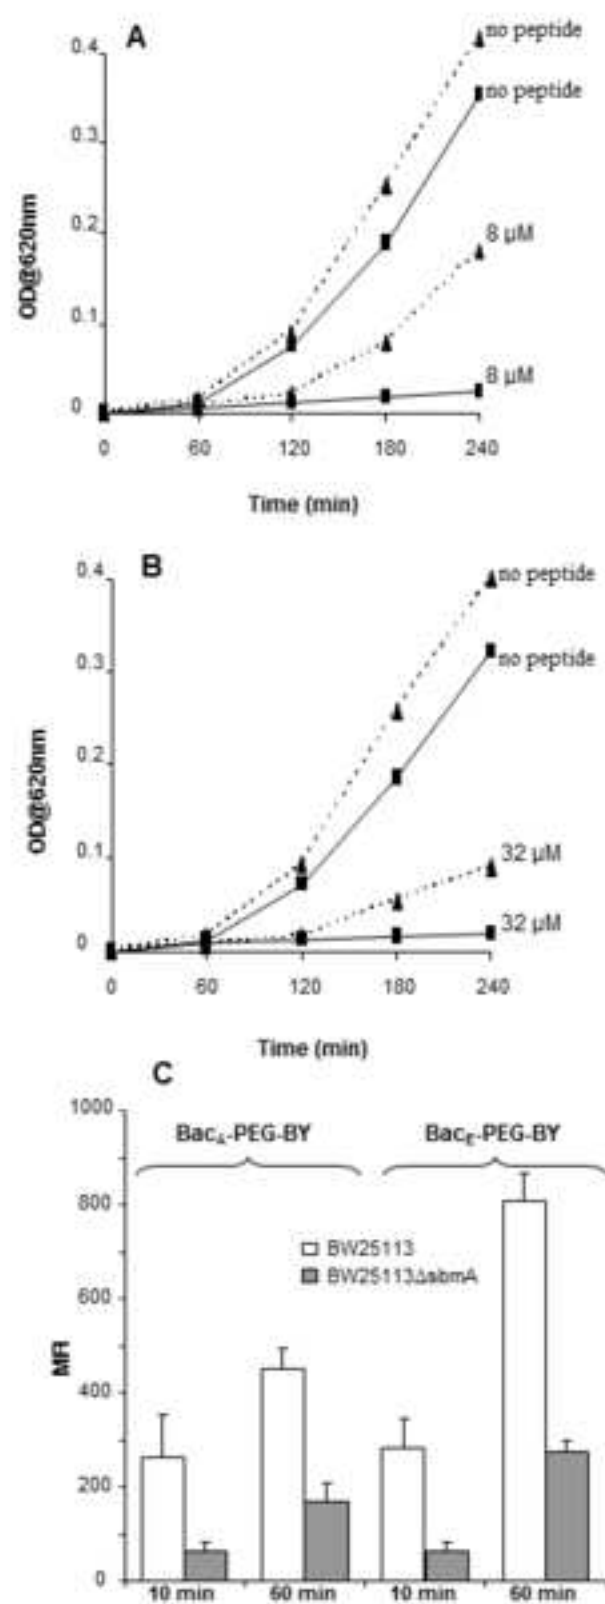 A
no peptide
0.4
no peptide
0.3
OD@620nm
8 µM
0.2
0.1
8 µM
0
0 60 120 180 240
Time (min)
B
0.4
no peptide
no peptide
0.3
OD@620nm
0.2
32 µM
0.1
32 µM
0
0 60 120 180 240
Time (min)
C
1000
Bac₄-PEG-BY Bac_E-PEG-BY
800
BW25113
BW25113ΔsbmA
600
MFI
400
200
0
10 min 60 min 10 min 60 min